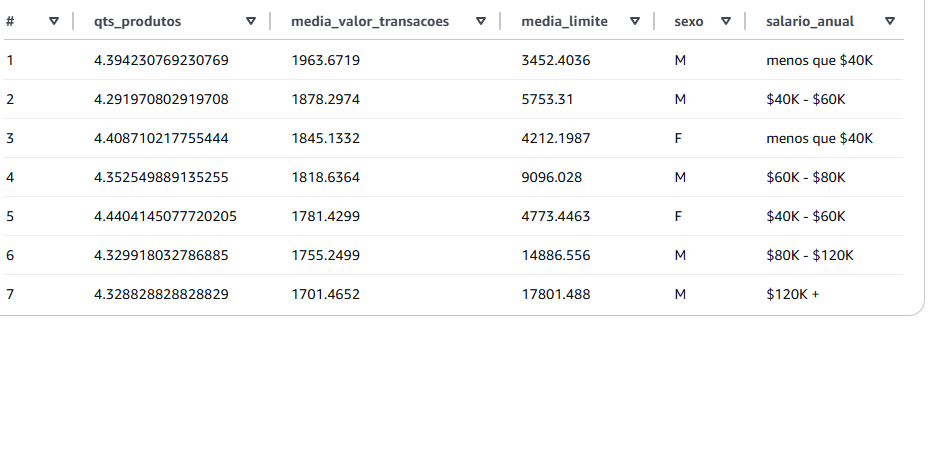 # qts_produtos media_valor_transacoes media_limite sexo salario_anual
1 4.394230769230769 1963.6719 3452.4036 M menos que $40K
2 4.291970802919708 1878.2974 5753.31 M $40K - $60K
3 4.408710217755444 1845.1332 4212.1987 F menos que $40K
4 4.352549889135255 1818.6364 9096.028 M $60K - $80K
5 4.4404145077720205 1781.4299 4773.4463 F $40K - $60K
6 4.329918032786885 1755.2499 14886.556 M $80K - $120K
7 4.328828828828829 1701.4652 17801.488 M $120K +